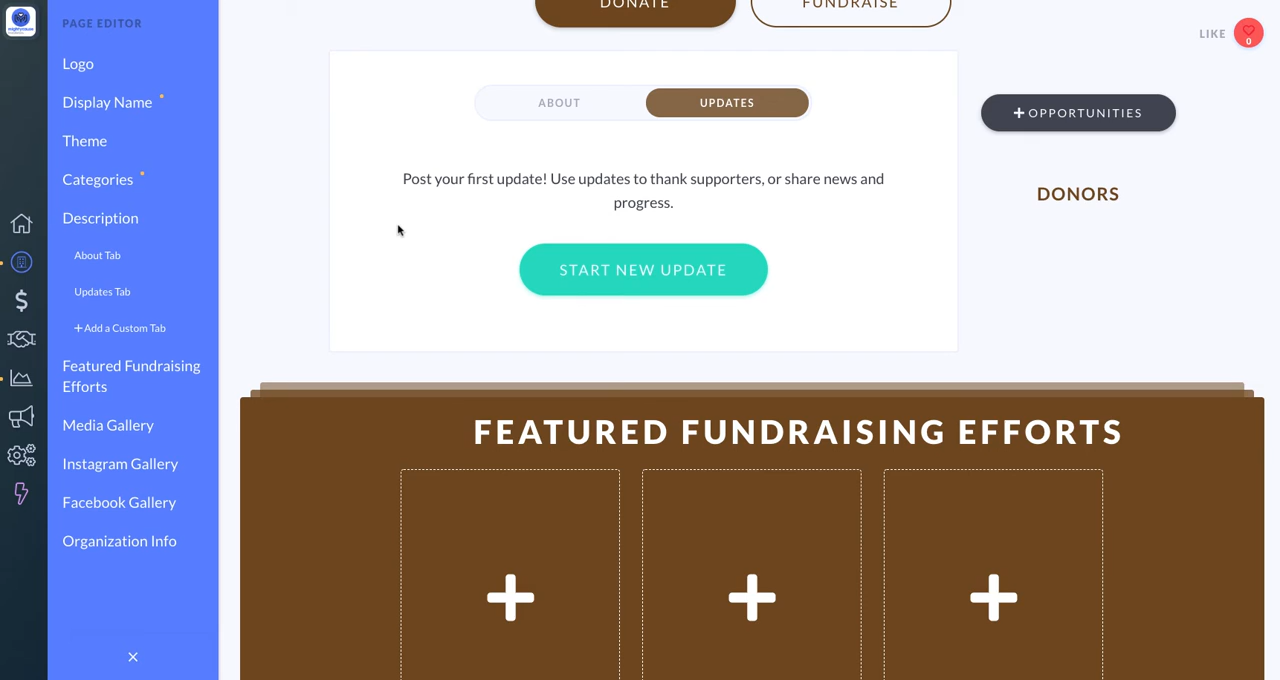 PAGE EDITOR
Logo
Display Name
Theme
Categories
Description
About Tab
Updates Tab
+ Add a Custom Tab
Featured Fundraising
Efforts
Media Gallery
Instagram Gallery
Facebook Gallery
Organization Info
DONATE
FUNDRAISE
LIKE
0
ABOUT
UPDATES
Post your first update! Use updates to thank supporters, or share news and
progress.
START NEW UPDATE
+ OPPORTUNITIES
DONORS
FEATURED FUNDRAISING EFFORTS